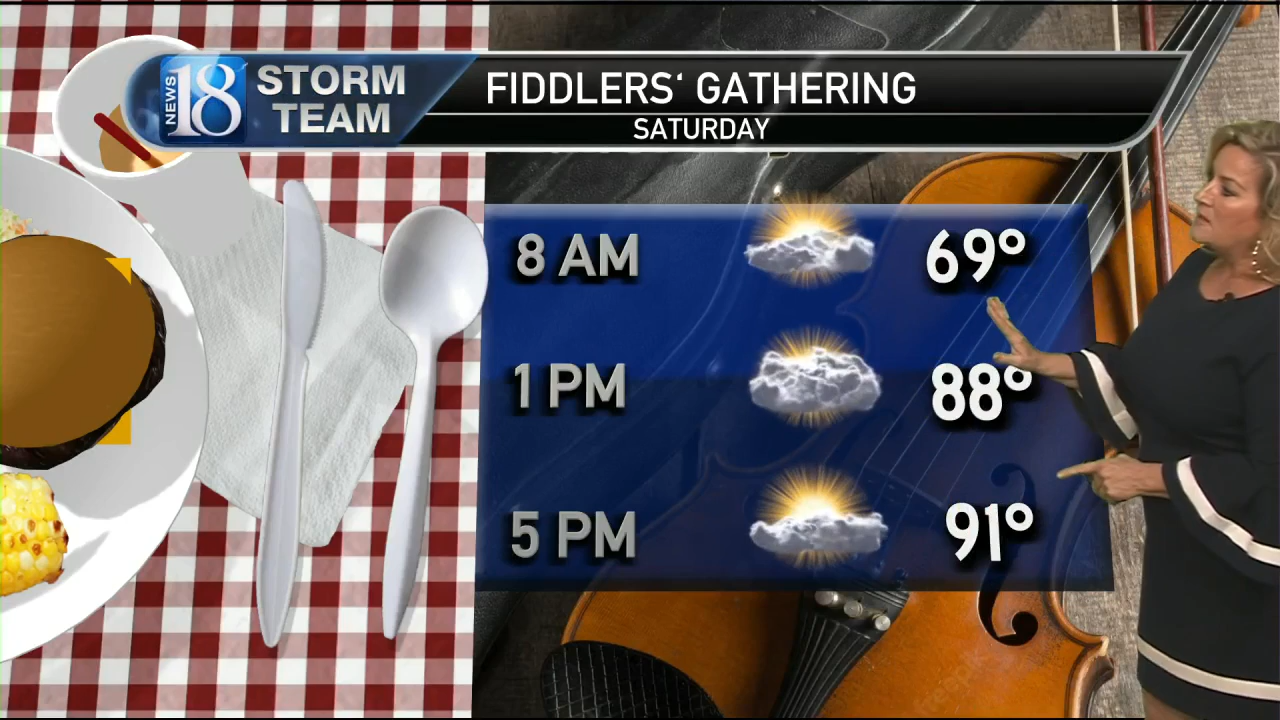 NEWS 18
STORM TEAM
FIDDLERS‘ GATHERING
SATURDAY
8 AM 69°
1 PM 88°
5 PM 91°